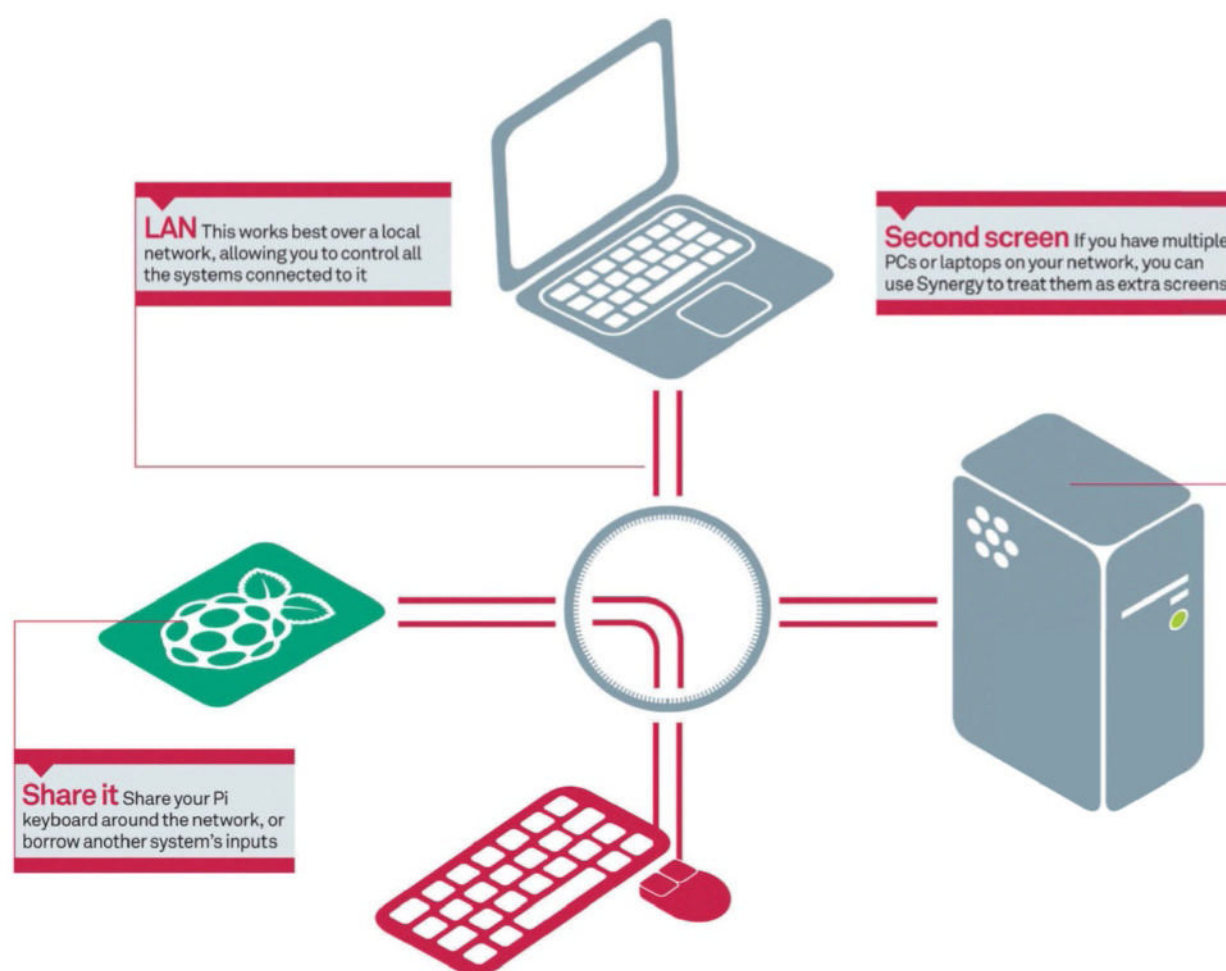 LAN This works best over a local
network, allowing you to control all
the systems connected to it
Second screen If you have multiple
PCs or laptops on your network, you can
use Synergy to treat them as extra screens
Share it Share your Pi
keyboard around the network, or
borrow another system's inputs